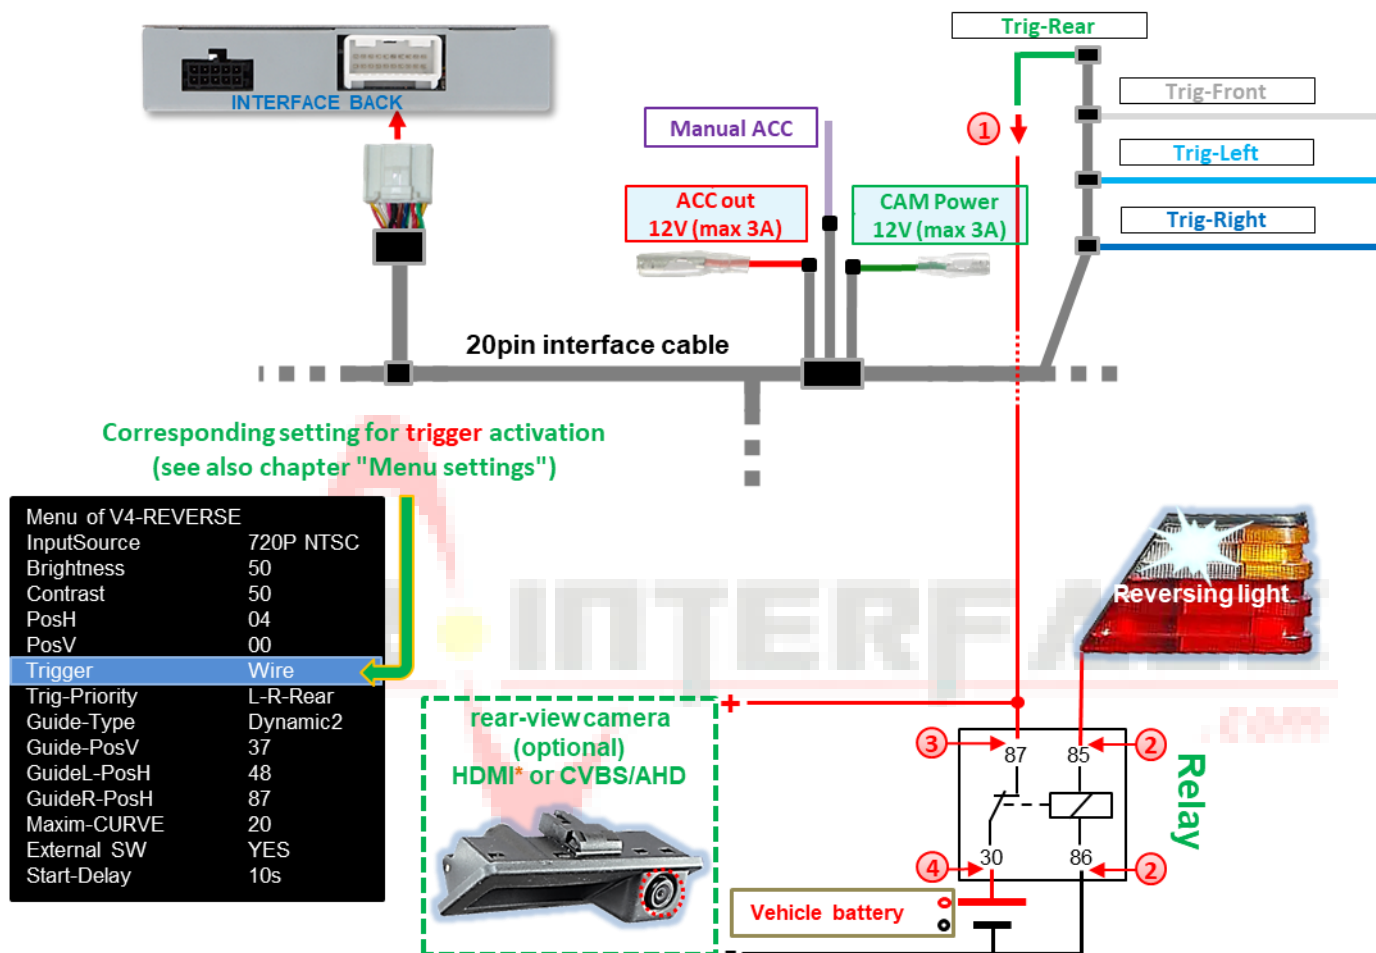 Trig-Rear
INTERFACE BACK
Trig-Front
Manual ACC
1
Trig-Left
ACC out
12V (max 3A)
CAM Power
12V (max 3A)
Trig-Right
20pin interface cable
Corresponding setting for trigger activation
(see also chapter "Menu settings")
Menu of V4-REVERSE
InputSource 720P NTSC
Brightness 50
Contrast 50
PosH 04
PosV 00
Trigger Wire
Trig-Priority L-R-Rear
Guide-Type Dynamic2
Guide-PosV 37
GuideL-PosH 48
GuideR-PosH 87
Maxim-CURVE 20
External SW YES
Start-Delay 10s
Reversing light
INTERFA
.com
rear-view camera
(optional)
HDMI* or CVBS/AHD
+
-
3
87
85
2
Relay
30
86
4
2
Vehicle battery